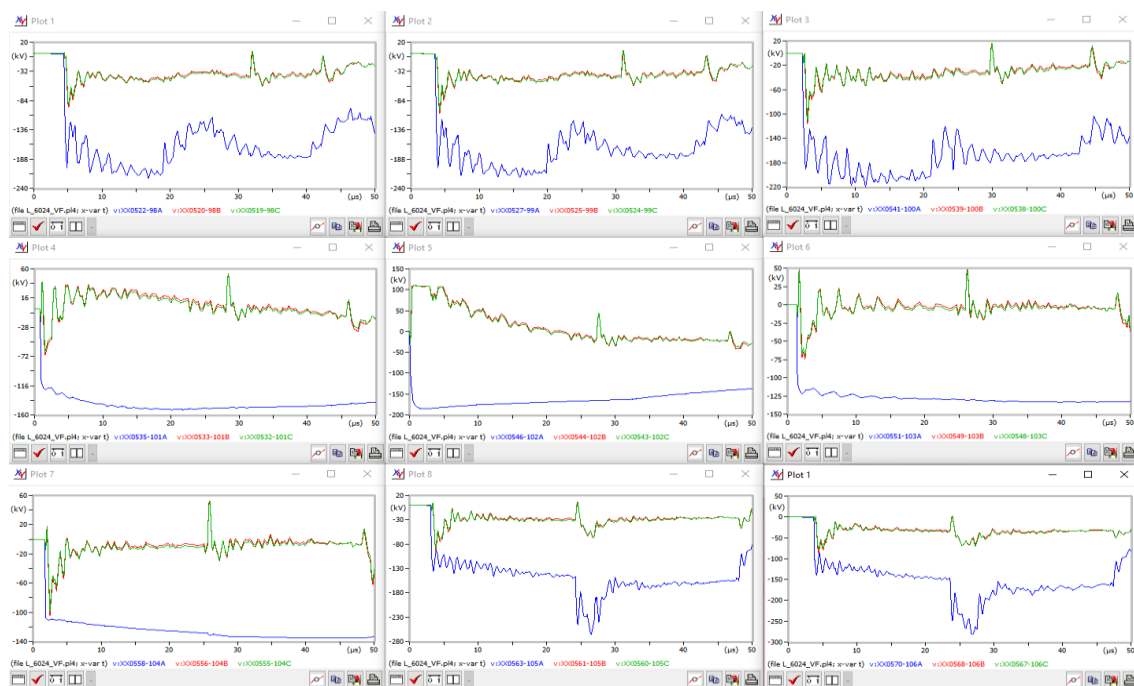 Plot 1
20
(kV)
-32
-84
-136
-188
-240
0 10 20 30 40 (µs) 50
(file L_6024_VF.pl4; x-var t) v:XX0522-98A v:XX0520-98B v:XX0519-98C
Plot 2
20
(kV)
-32
-84
-136
-188
-240
0 10 20 30 40 (µs) 50
(file L_6024_VF.pl4; x-var t) v:XX0527-99A v:XX0525-99B v:XX0524-99C
Plot 3
20
(kV)
-20
-60
-100
-140
-180
-220
0 10 20 30 40 (µs) 50
(file L_6024_VF.pl4; x-var t) v:XX0541-100A v:XX0539-100B v:XX0538-100C
Plot 4
60
(kV)
16
-28
-72
-116
-160
0 10 20 30 40 (µs) 50
(file L_6024_VF.pl4; x-var t) v:XX0535-101A v:XX0533-101B v:XX0532-101C
Plot 5
150
(kV)
100
50
0
-50
-100
-150
-200
0 10 20 30 40 (µs) 50
(file L_6024_VF.pl4; x-var t) v:XX0546-102A v:XX0544-102B v:XX0543-102C
Plot 6
50
(kV)
25
0
-25
-50
-75
-100
-125
-150
0 10 20 30 40 (µs) 50
(file L_6024_VF.pl4; x-var t) v:XX0551-103A v:XX0549-103B v:XX0548-103C
Plot 7
60
(kV)
20
-20
-60
-100
-140
0 10 20 30 40 (µs) 50
(file L_6024_VF.pl4; x-var t) v:XX0558-104A v:XX0556-104B v:XX0555-104C
Plot 8
20
(kV)
-30
-80
-130
-180
-230
-280
0 10 20 30 40 (µs) 50
(file L_6024_VF.pl4; x-var t) v:XX0563-105A v:XX0561-105B v:XX0560-105C
Plot 1
50
(kV)
0
-50
-100
-150
-200
-250
-300
0 10 20 30 40 (µs) 50
(file L_6024_VF.pl4; x-var t) v:XX0570-106A v:XX0568-106B v:XX0567-106C